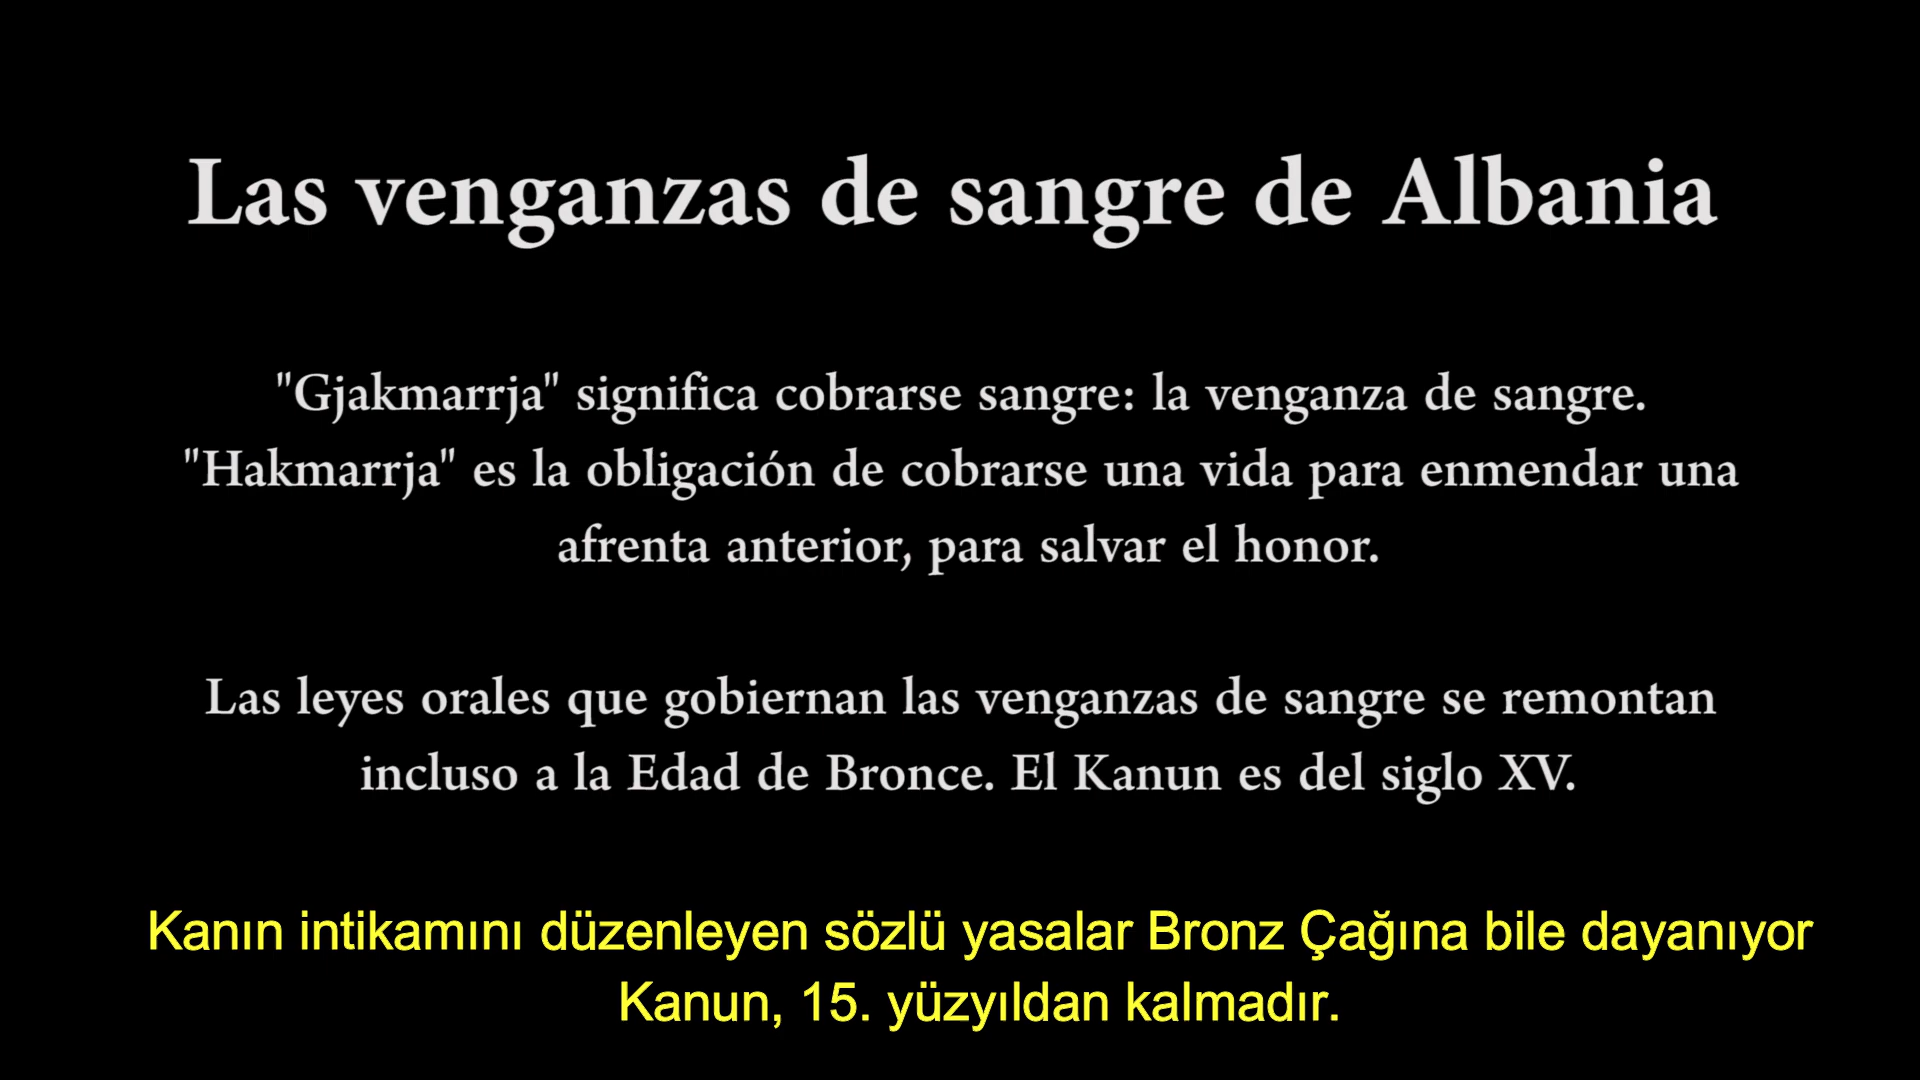 Las venganzas de sangre de Albania
"Gjakmarrja" significa cobrarse sangre: la venganza de sangre.
"Hakmarrja" es la obligación de cobrarse una vida para enmendar una
afrenta anterior, para salvar el honor.
Las leyes orales que gobiernan las venganzas de sangre se remontan
incluso a la Edad de Bronce. El Kanun es del siglo XV.
Kanın intikamını düzenleyen sözlü yasalar Bronz Çağına bile dayanıyor
Kanun, 15. yüzyıldan kalmadır.